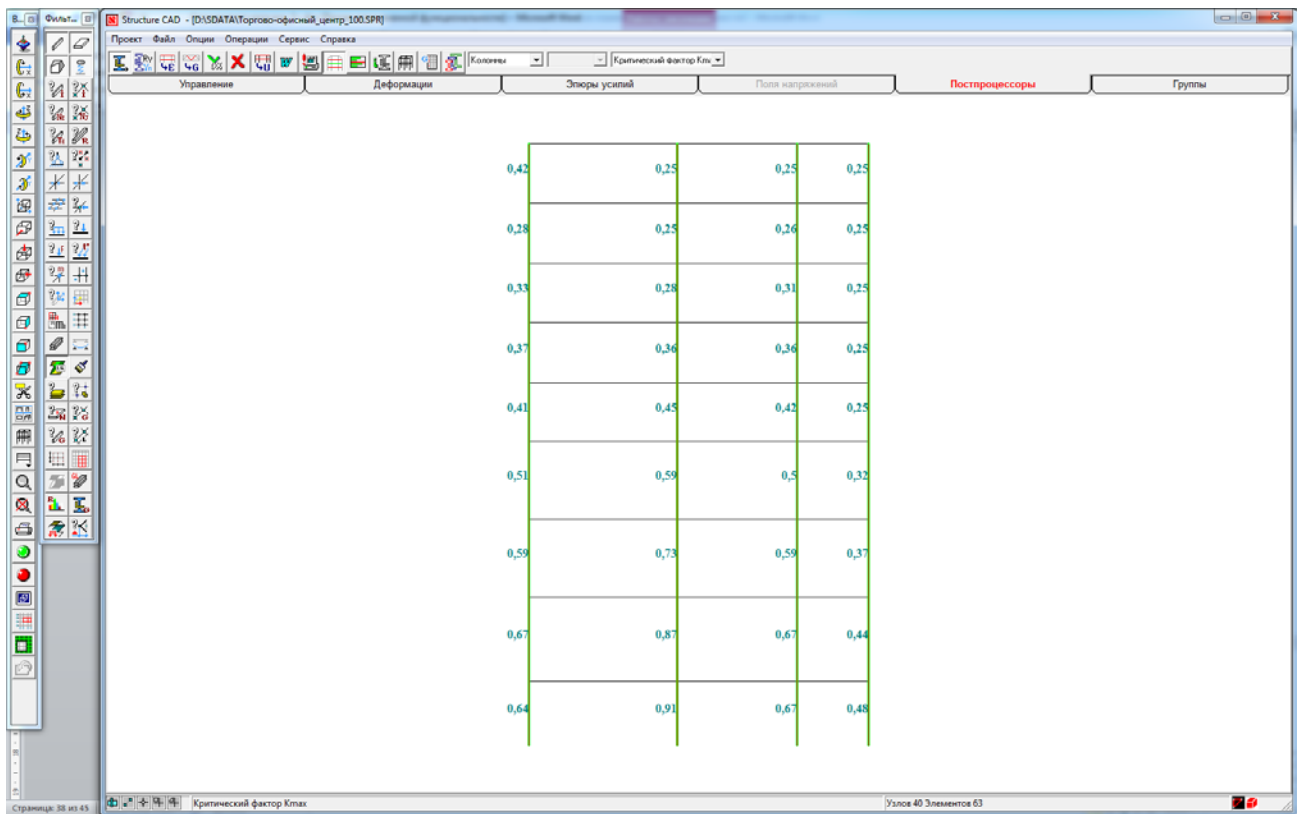 В...
Фильт...
Structure CAD - [D:\SDATA\Торгово-офисный_центр_100.SPR]
Проект Файл Опции Операции Сервис Справка
Колонны
Критический фактор Km
Управление Деформации Эпюры усилий Поля напряжений Постпроцессоры Группы
0,42 0,25 0,25 0,25
0,28 0,25 0,26 0,25
0,33 0,28 0,31 0,25
0,37 0,36 0,36 0,25
0,41 0,45 0,42 0,25
0,51 0,59 0,5 0,32
0,59 0,73 0,59 0,37
0,67 0,87 0,67 0,44
0,64 0,91 0,67 0,48
Страница: 38 из 45
Критический фактор Kmax
Узлов 40 Элементов 63